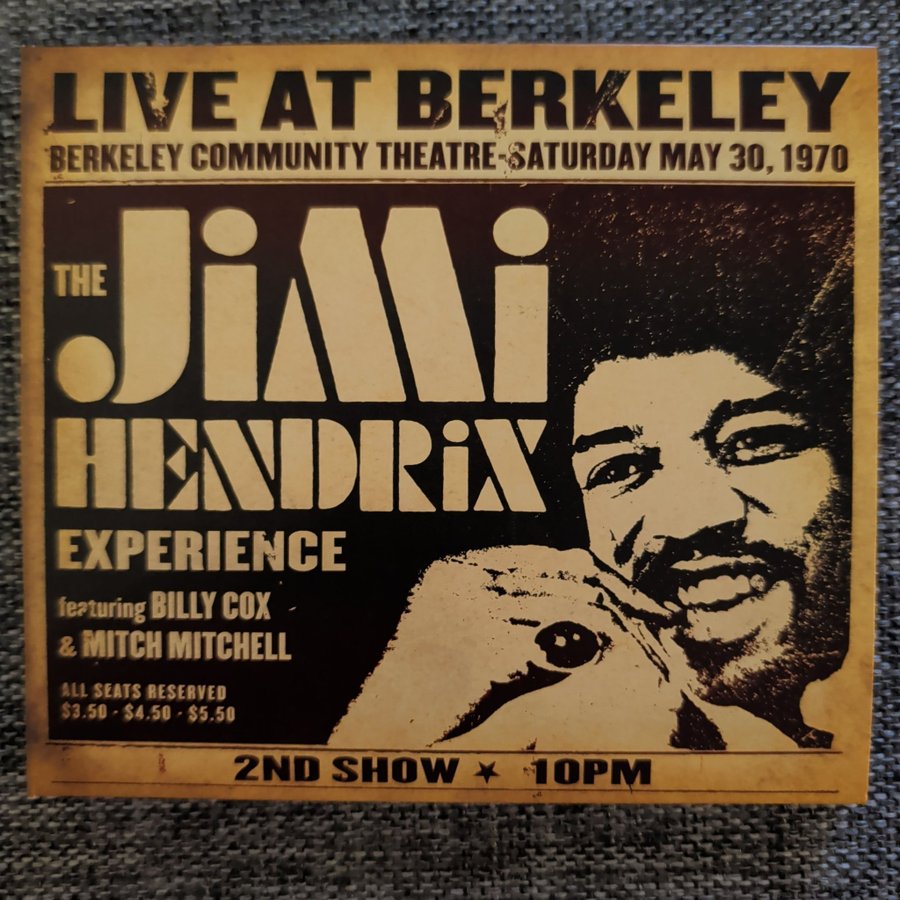 LIVE AT BERKELEY
BERKELEY COMMUNITY THEATRE-SATURDAY MAY 30, 1970
THE JiMi
HENDRiX
EXPERIENCE
featuring BILLY COX
& MITCH MITCHELL
ALL SEATS RESERVED
$3.50 - $4.50 - $5.50
2ND SHOW ★ 10PM